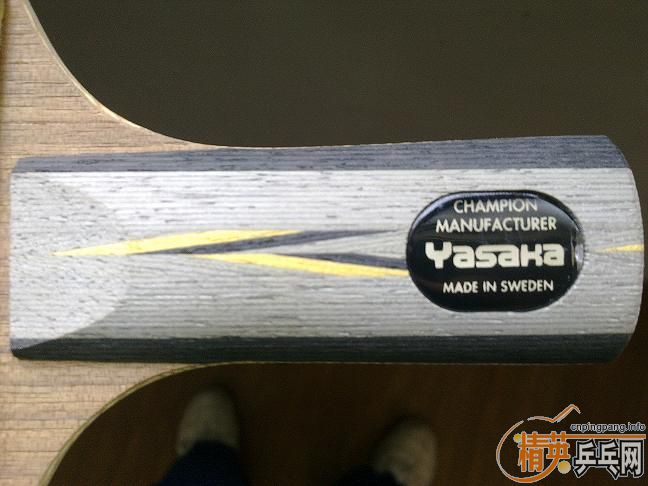 CHAMPION
MANUFACTURER
Yasaka
MADE IN SWEDEN
cnpingpang.info
精英乒乓网